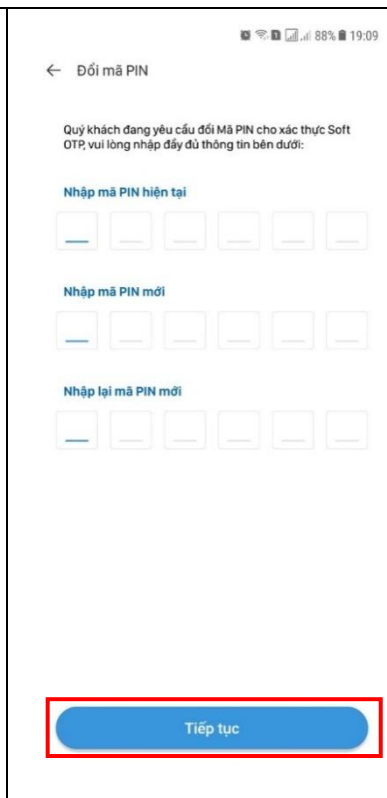 88% 19:09
← Đổi mã PIN
Quý khách đang yêu cầu đổi Mã PIN cho xác thực Soft
OTP, vui lòng nhập đầy đủ thông tin bên dưới:
Nhập mã PIN hiện tại
Nhập mã PIN mới
Nhập lại mã PIN mới
Tiếp tục